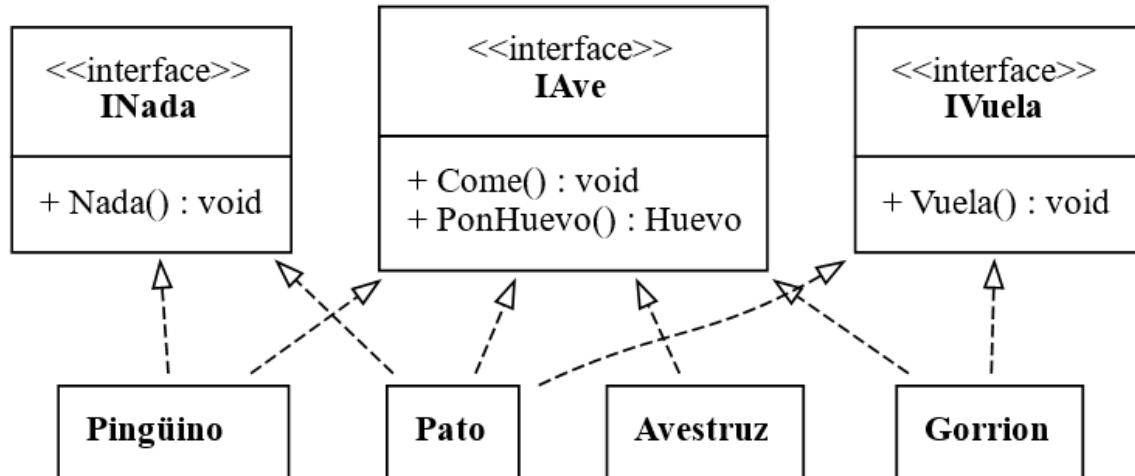 <<interface>>
INada
+ Nada() : void
<<interface>>
IAve
+ Come() : void
+ PonHuevo() : Huevo
<<interface>>
IVuela
+ Vuela() : void
Pingüino
Pato
Avestruz
Gorrion